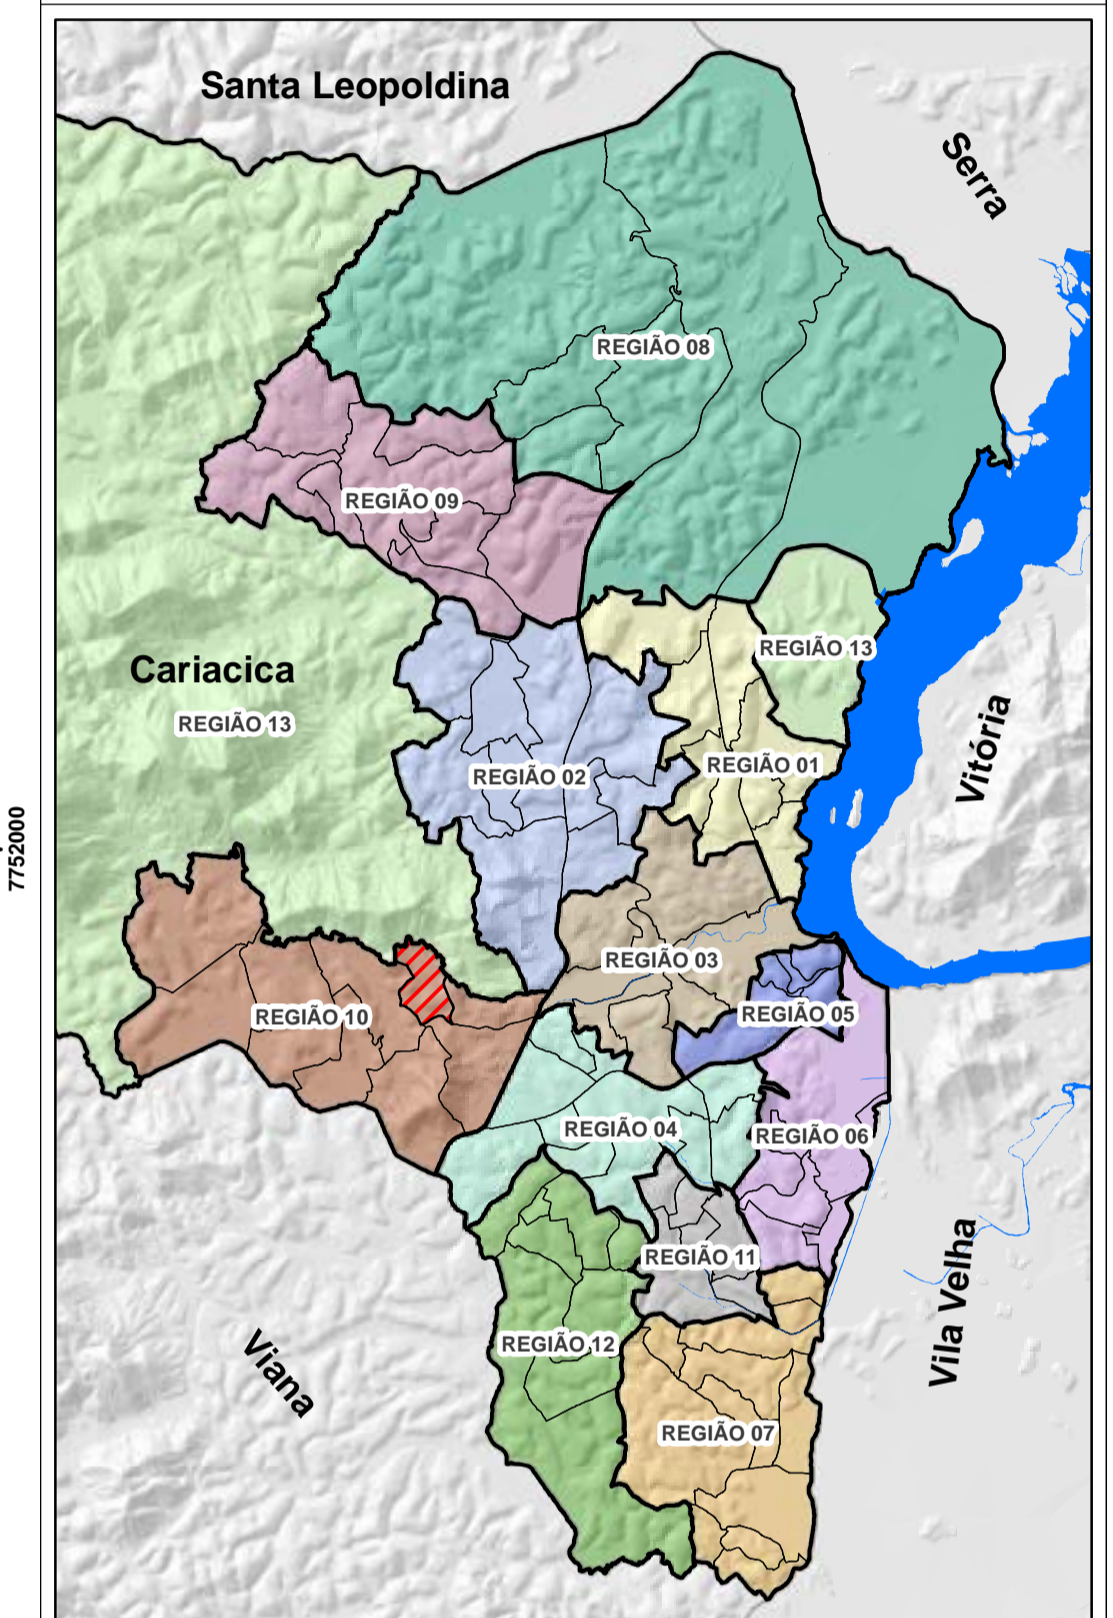 Santa Leopoldina
Serra
REGIÃO 08
REGIÃO 09
REGIÃO 13
Cariacica
REGIÃO 13
Vitória
REGIÃO 01
REGIÃO 02
7752000
REGIÃO 03
REGIÃO 05
REGIÃO 10
REGIÃO 04
REGIÃO 06
REGIÃO 11
Vila Velha
REGIÃO 12
Viana
REGIÃO 07